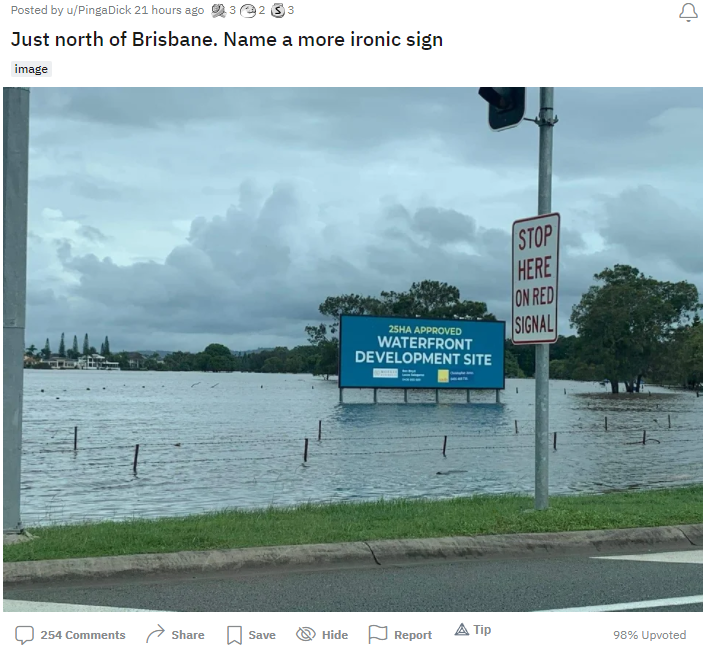 Posted by u/PingaDick 21 hours ago 3 2 3
Just north of Brisbane. Name a more ironic sign
image
25HA APPROVED
WATERFRONT
DEVELOPMENT SITE
STOP
HERE
ON RED
SIGNAL
254 Comments Share Save Hide Report Tip 98% Upvoted